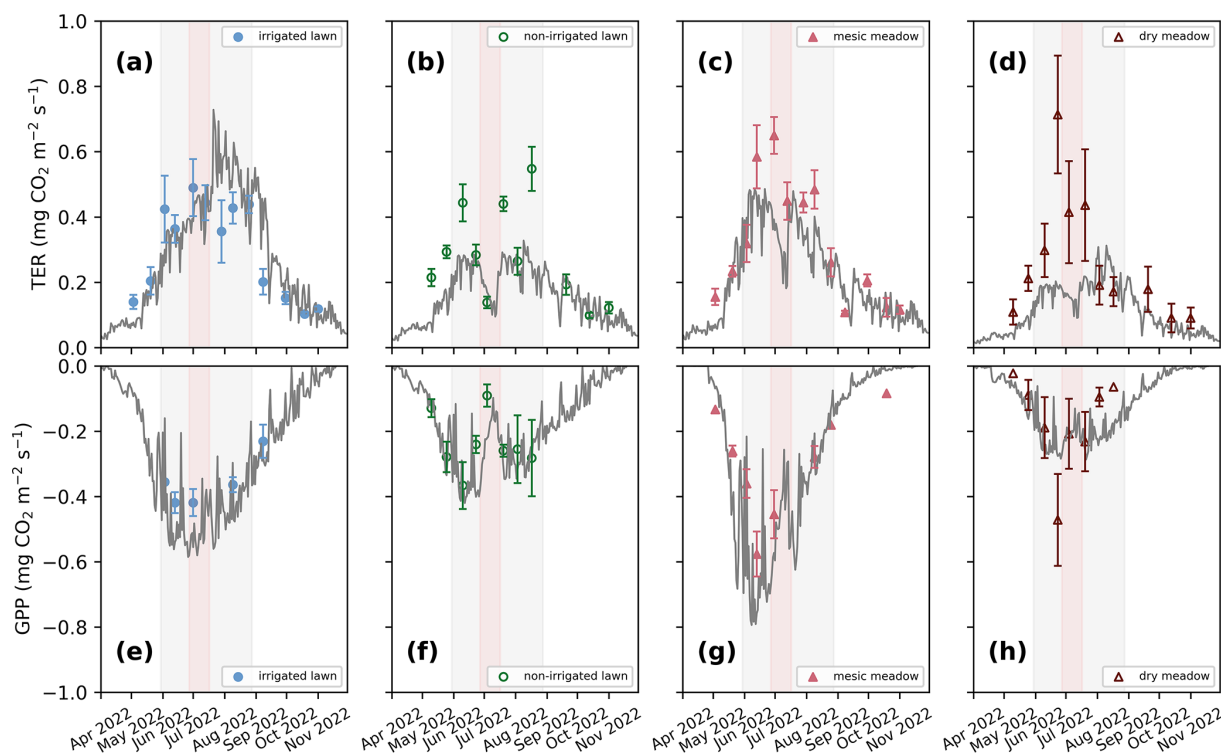 (a) irrigated lawn
(b) non-irrigated lawn
(c) mesic meadow
(d) dry meadow
TER (mg CO₂ m⁻² s⁻¹)
1.0
0.8
0.6
0.4
0.2
0.0
GPP (mg CO₂ m⁻² s⁻¹)
0.0
−0.2
−0.4
−0.6
−0.8
−1.0
(e) irrigated lawn
(f) non-irrigated lawn
(g) mesic meadow
(h) dry meadow
Apr 2022
May 2022
Jun 2022
Jul 2022
Aug 2022
Sep 2022
Oct 2022
Nov 2022
Apr 2022
May 2022
Jun 2022
Jul 2022
Aug 2022
Sep 2022
Oct 2022
Nov 2022
Apr 2022
May 2022
Jun 2022
Jul 2022
Aug 2022
Sep 2022
Oct 2022
Nov 2022
Apr 2022
May 2022
Jun 2022
Jul 2022
Aug 2022
Sep 2022
Oct 2022
Nov 2022